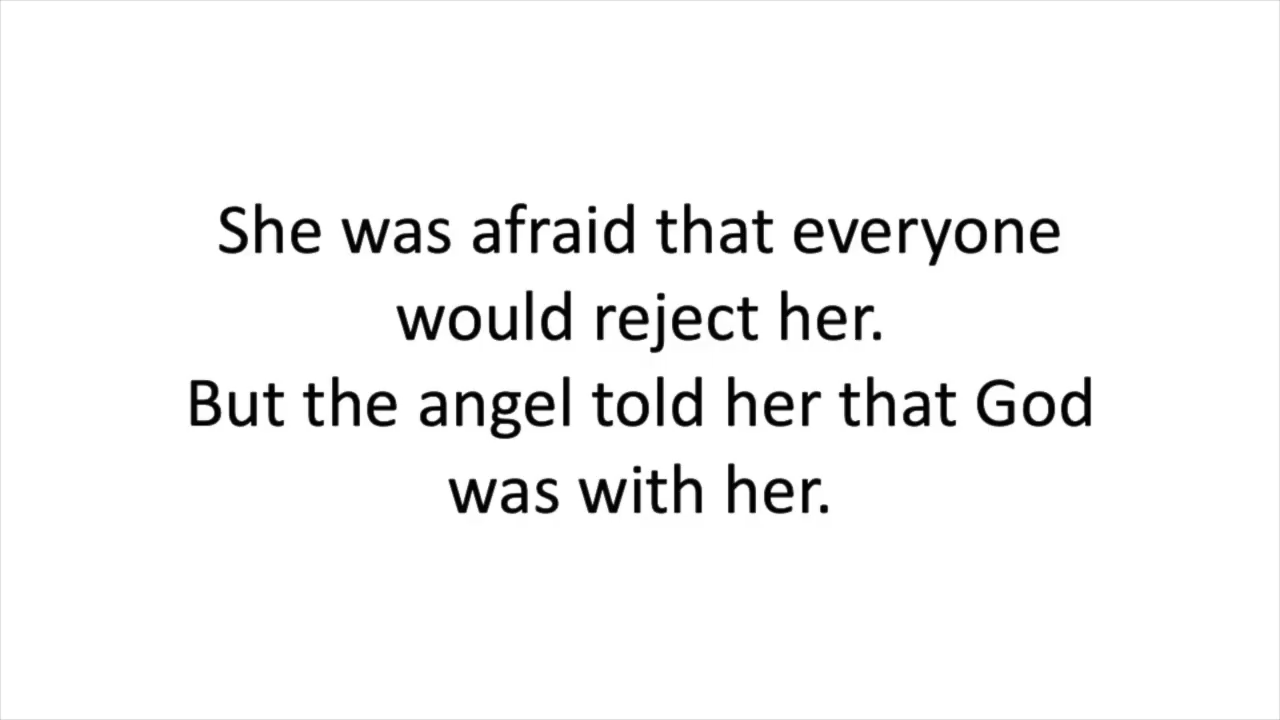 She was afraid that everyone
would reject her.
But the angel told her that God
was with her.